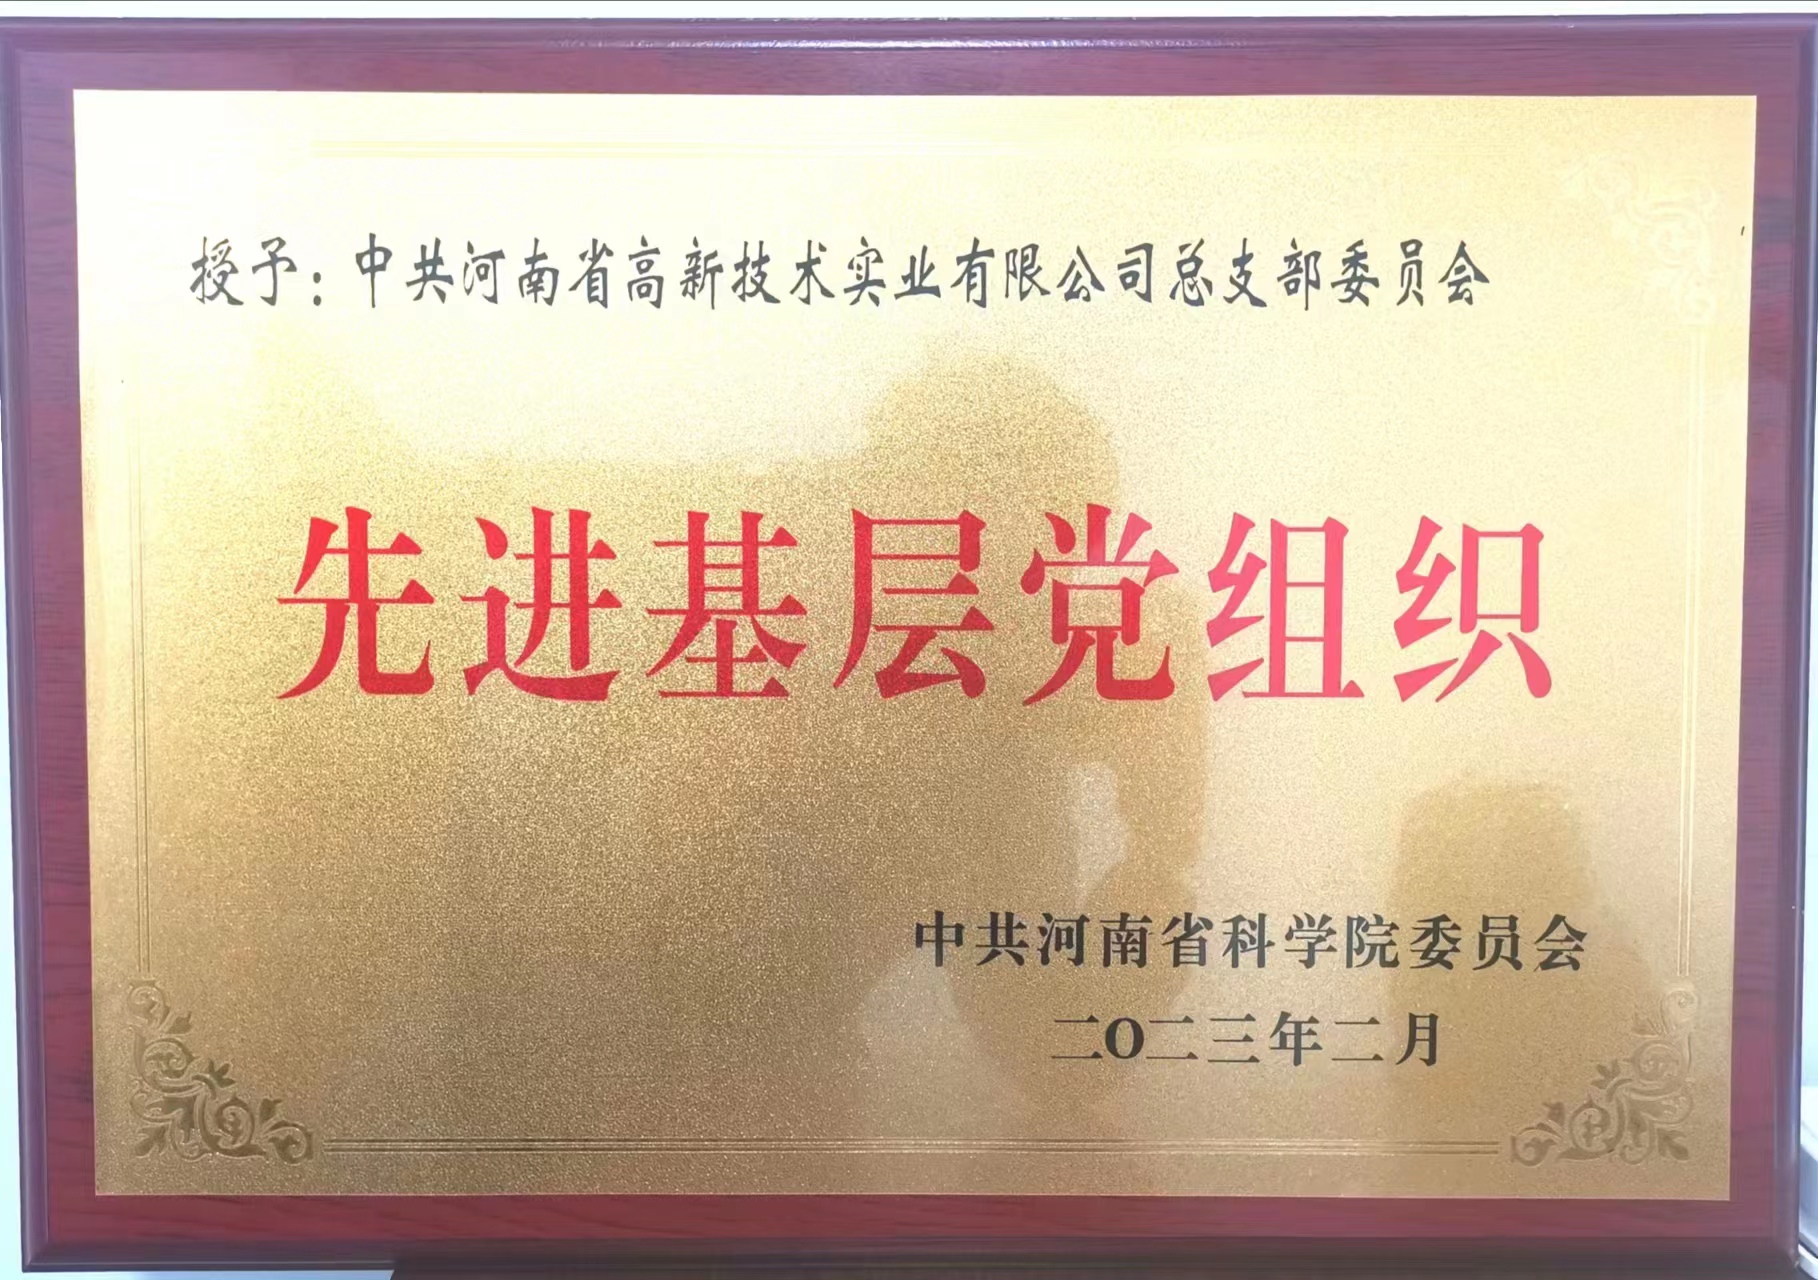 授予：中共河南省高新技术实业有限公司总支部委员会
先进基层党组织
中共河南省科学院委员会
二O二三年二月